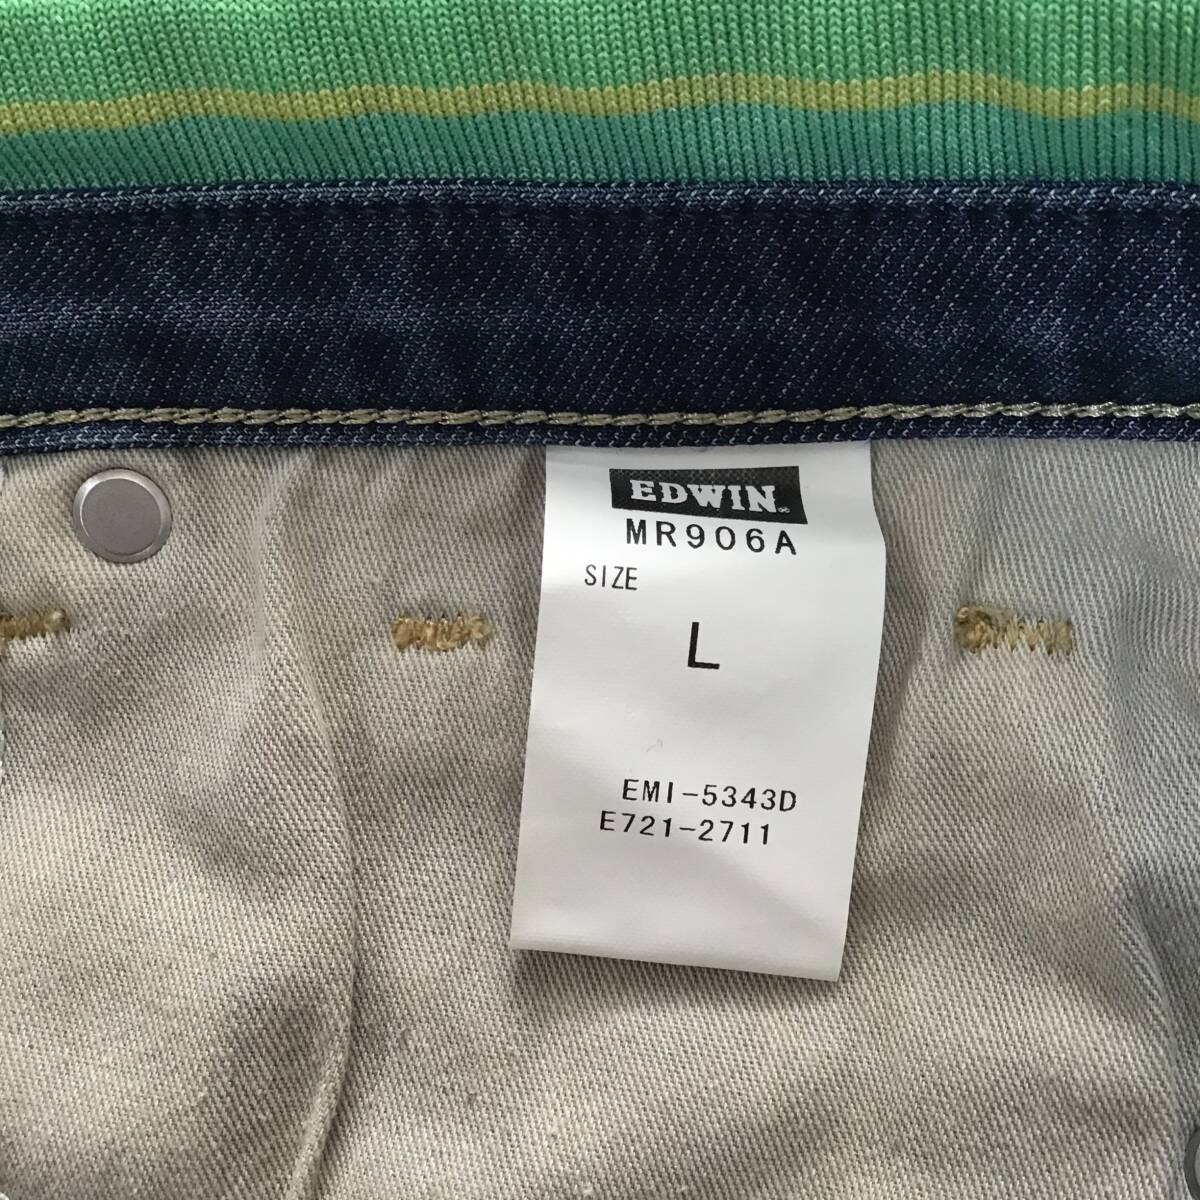 EDWIN
MR906A
SIZE
L
EMI-5343D
E721-2711